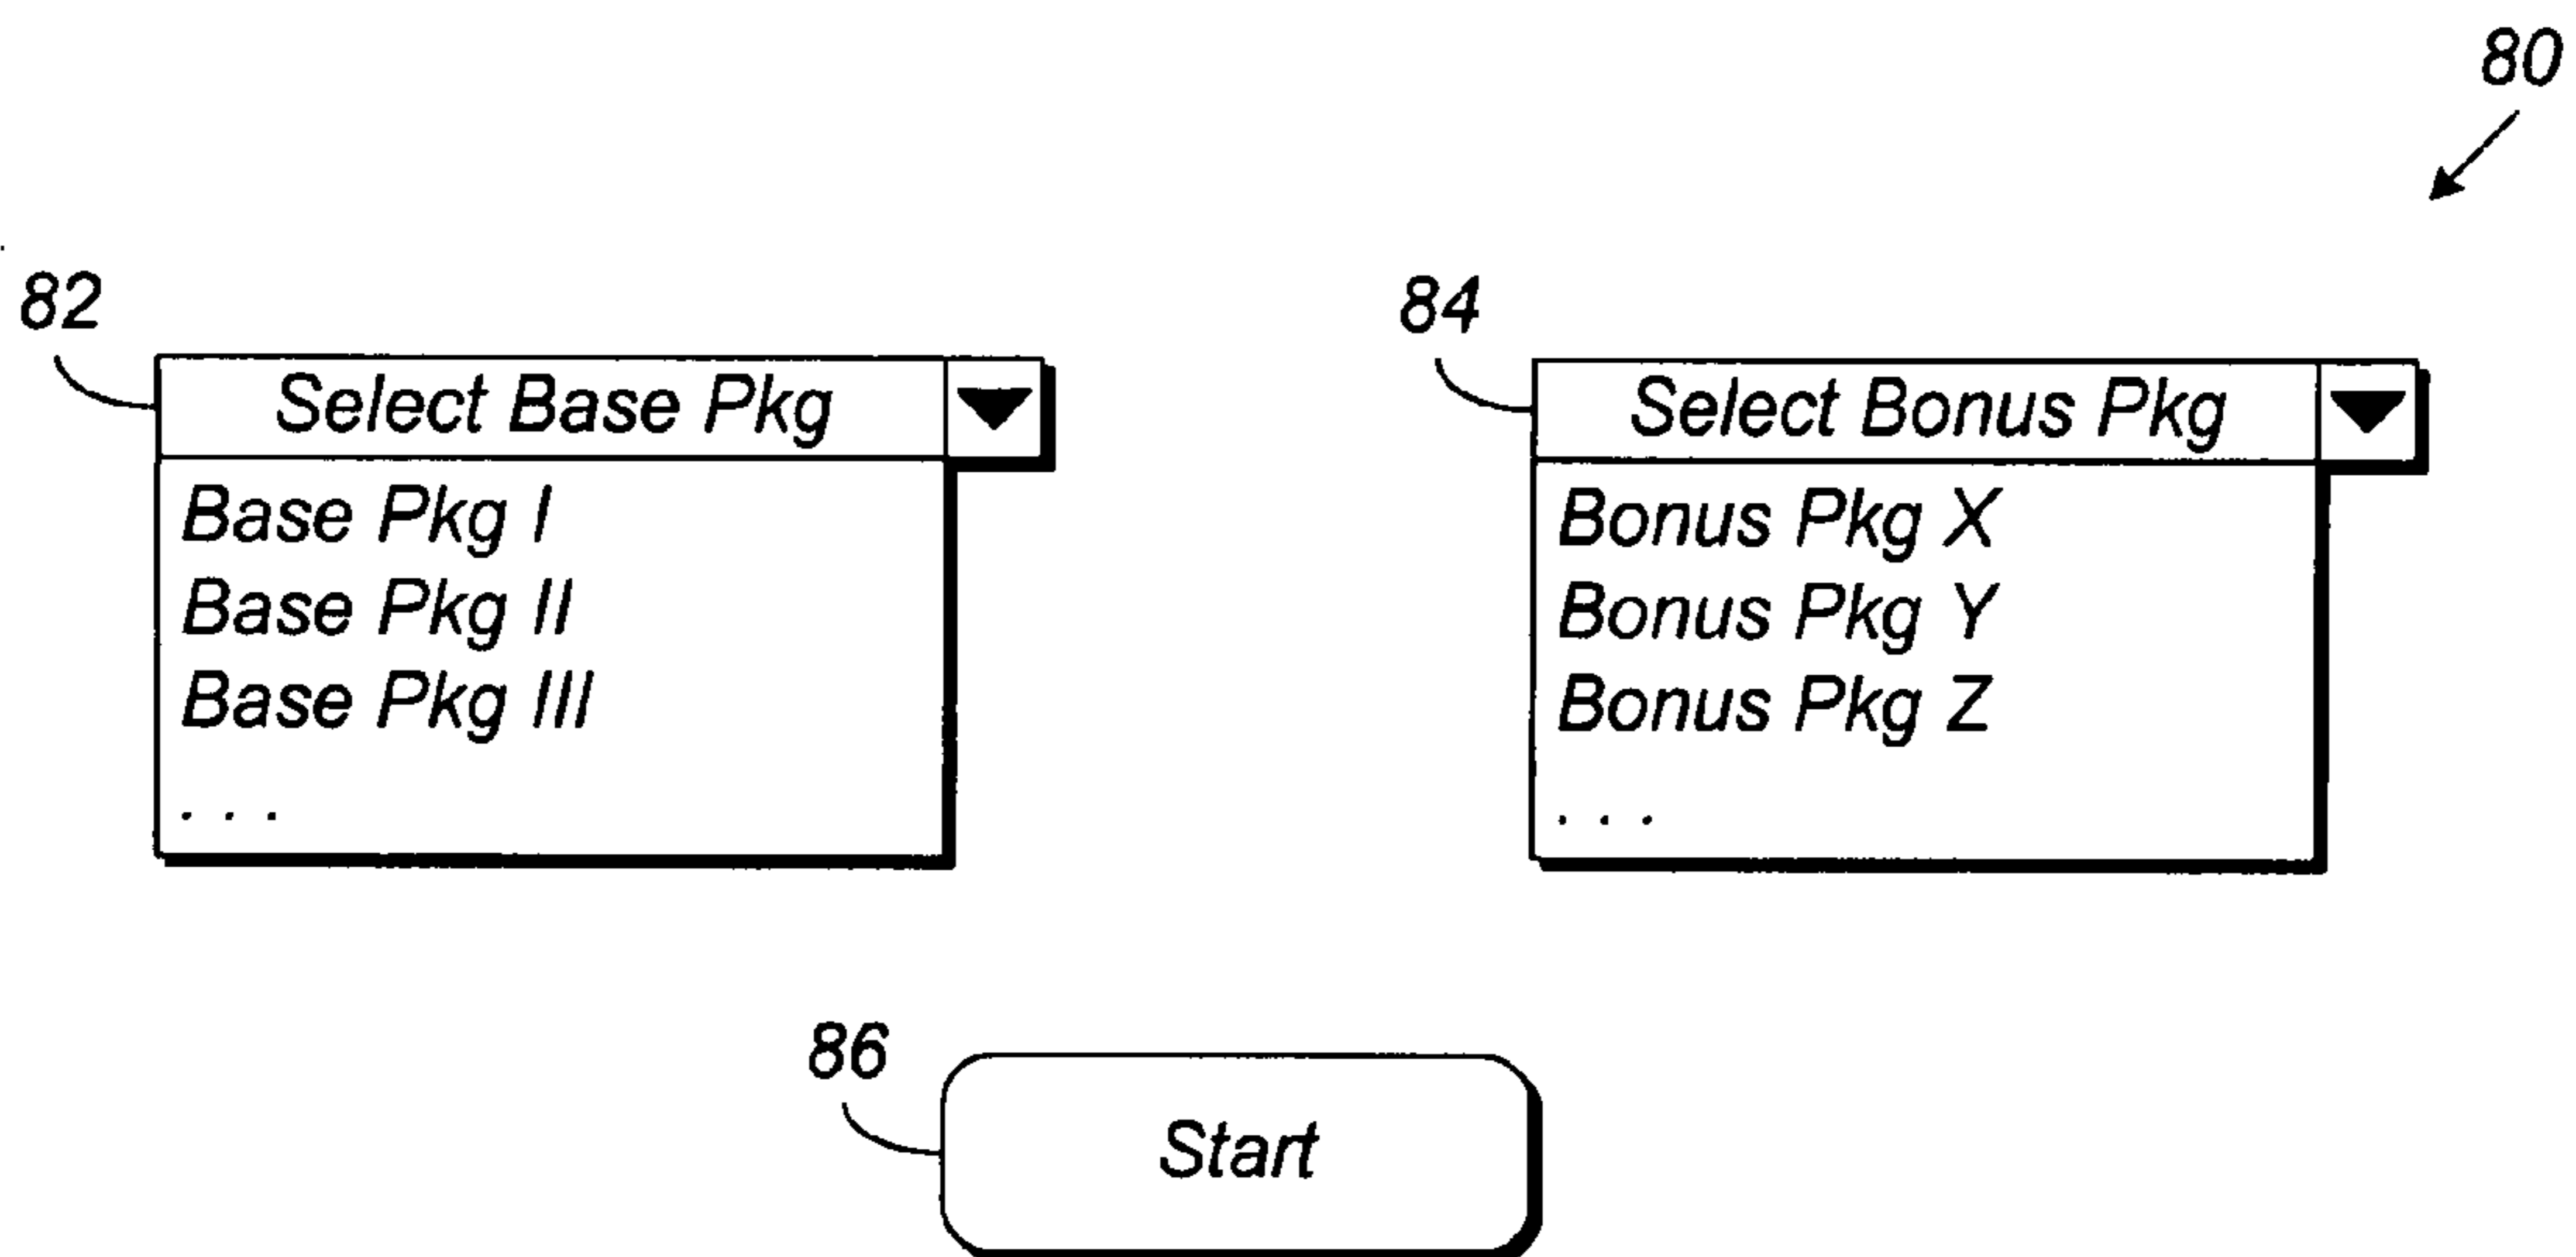 80
82
84
Select Base Pkg
Base Pkg I
Base Pkg II
Base Pkg III
. . .
Select Bonus Pkg
Bonus Pkg X
Bonus Pkg Y
Bonus Pkg Z
. . .
86
Start